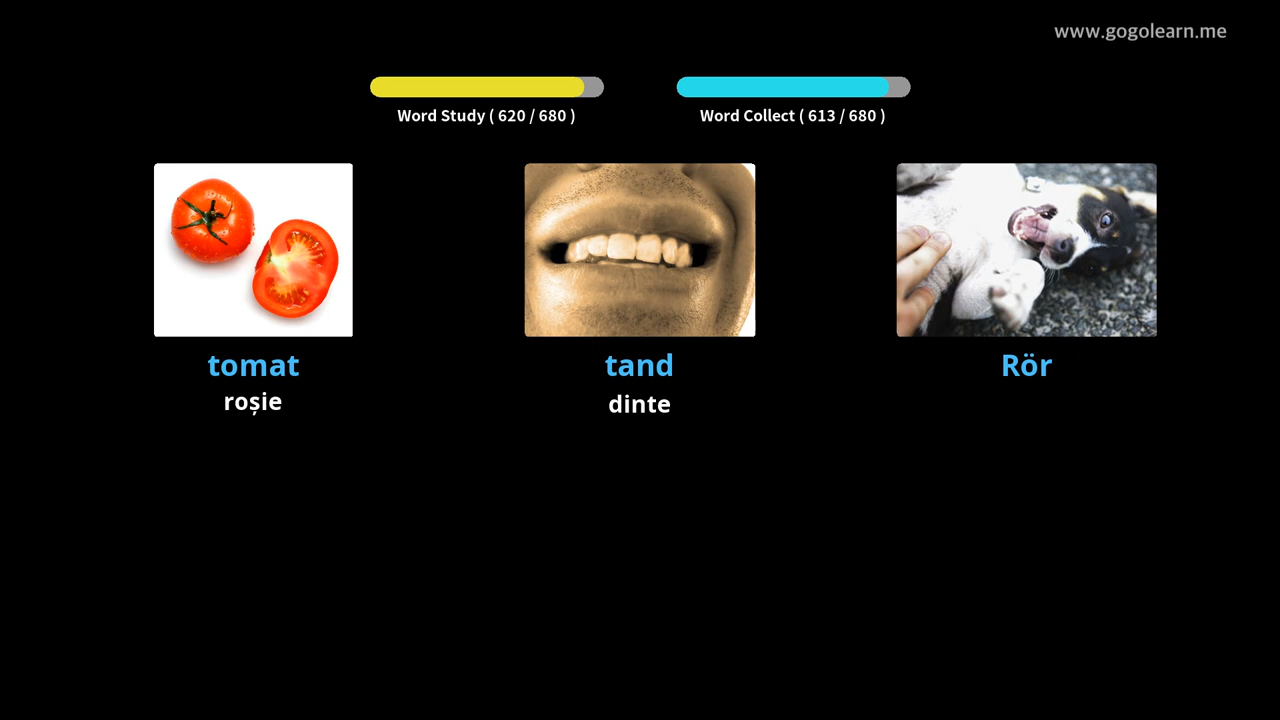 www.gogolearn.me
Word Study ( 620 / 680 )
Word Collect ( 613 / 680 )
tomat
roșie
tand
dinte
Rör